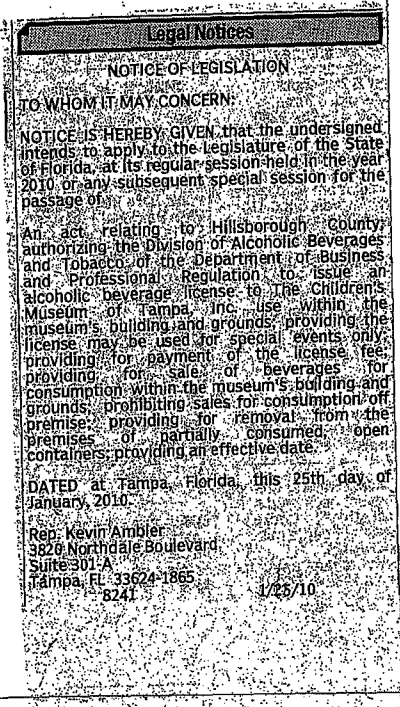 Legal Notices
NOTICE OF LEGISLATION
TO WHOM IT MAY CONCERN:
NOTICE IS HEREBY GIVEN that the undersigned
intends to apply to the Legislature of the State
of Florida, at its regular session held in the year
2010 or any subsequent special session for the
passage of
An act relating to Hillsborough County,
authorizing the Division of Alcoholic Beverages
and Tobacco of the Department of Business
and Professional Regulation to issue an
alcoholic beverage license to The Children's
Museum of Tampa, Inc. use within the
museum's building and grounds; providing the
license may be used for special events only;
providing for payment of the license fee;
providing for sale of beverages for
consumption within the museum's building and
grounds; prohibiting sales for consumption off
premise; providing for removal from the
premises of partially consumed open
containers; providing an effective date.
DATED at Tampa, Florida, this 25th day of
January, 2010.
Rep: Kevin Ambler
3820 Northdale Boulevard
Suite 301 A
Tampa, FL 33624-1865
8241 1/25/10